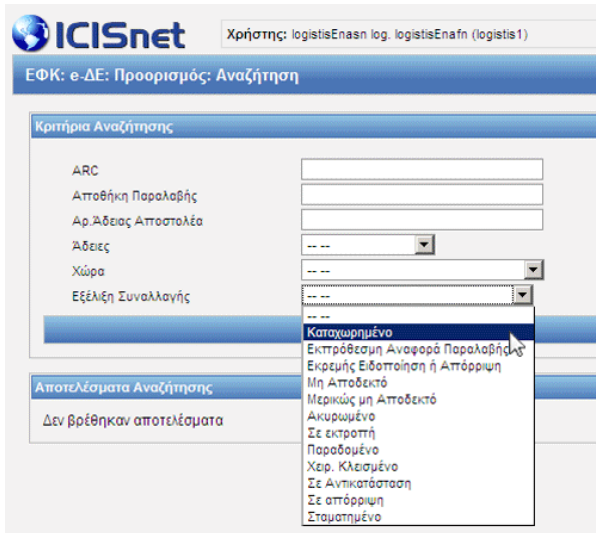 ICISnet
Χρήστης: logistisEnasn log. logistisEnafn (logistis1)
ΕΦΚ: e-ΔΕ: Προορισμός: Αναζήτηση
Κριτήρια Αναζήτησης
ARC
Αποθήκη Παραλαβής
Αρ.Άδειας Αποστολέα
Άδειες -- --
Χώρα -- --
Εξέλιξη Συναλλαγής -- --
-- --
Καταχωρημένο
Εκπρόθεσμη Αναφορά Παραλαβής
Εκρεμής Ειδοποίηση ή Απόρριψη
Μη Αποδεκτό
Μερικώς μη Αποδεκτό
Ακυρωμένο
Σε εκτροπή
Παραδομένο
Χειρ. Κλεισμένο
Σε Αντικατάσταση
Σε απόρριψη
Σταματημένο
Αποτελέσματα Αναζήτησης
Δεν βρέθηκαν αποτελέσματα